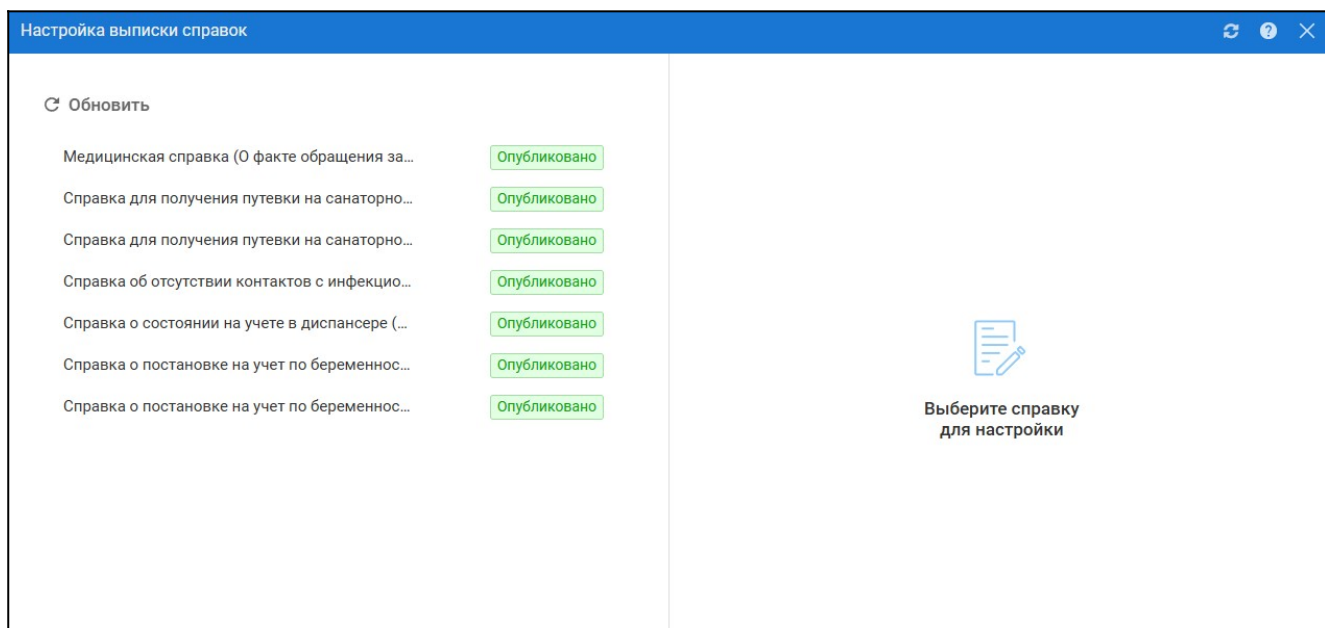 Настройка выписки справок
Обновить
Медицинская справка (О факте обращения за... Опубликовано
Справка для получения путевки на санаторно... Опубликовано
Справка для получения путевки на санаторно... Опубликовано
Справка об отсутствии контактов с инфекцио... Опубликовано
Справка о состоянии на учете в диспансере (... Опубликовано
Справка о постановке на учет по беременнос... Опубликовано
Справка о постановке на учет по беременнос... Опубликовано
Выберите справку
для настройки